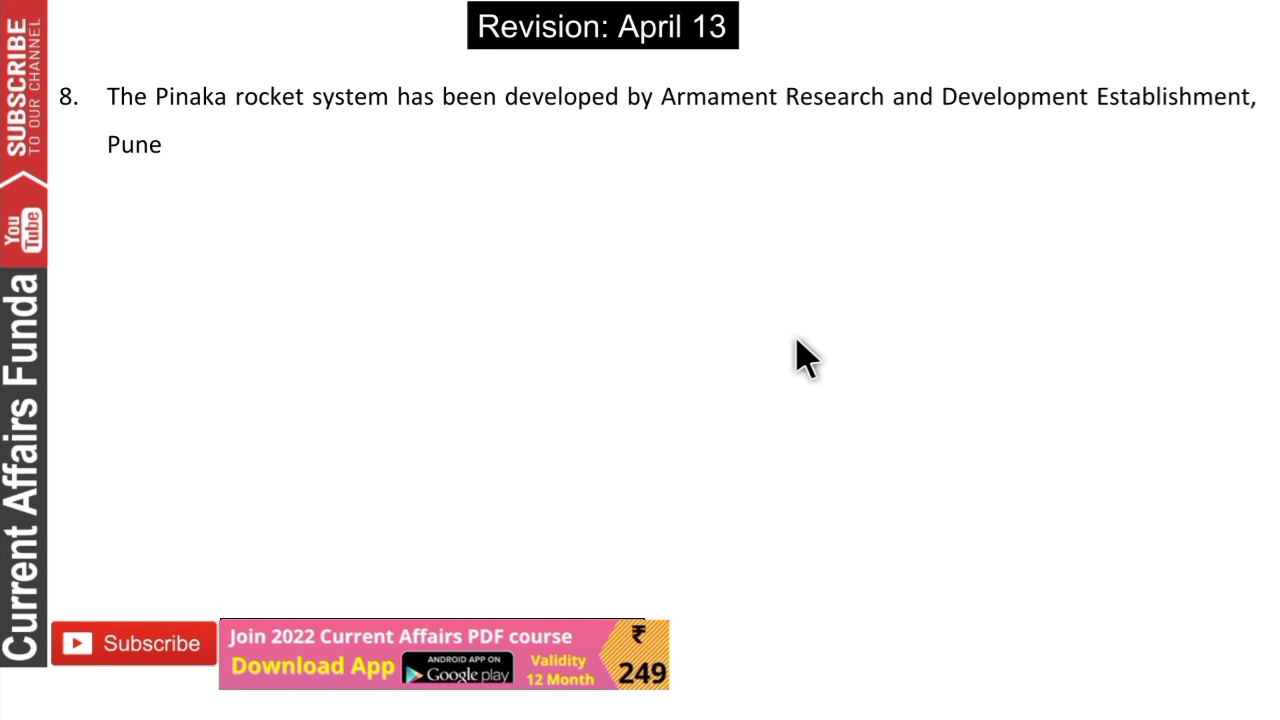 Revision: April 13
8. The Pinaka rocket system has been developed by Armament Research and Development Establishment,
Pune
SUBSCRIBE
TO OUR CHANNEL
You
Tube
Current Affairs Funda
Subscribe
Join 2022 Current Affairs PDF course
Download App
ANDROID APP ON
Google play
Validity
12 Month
₹
249